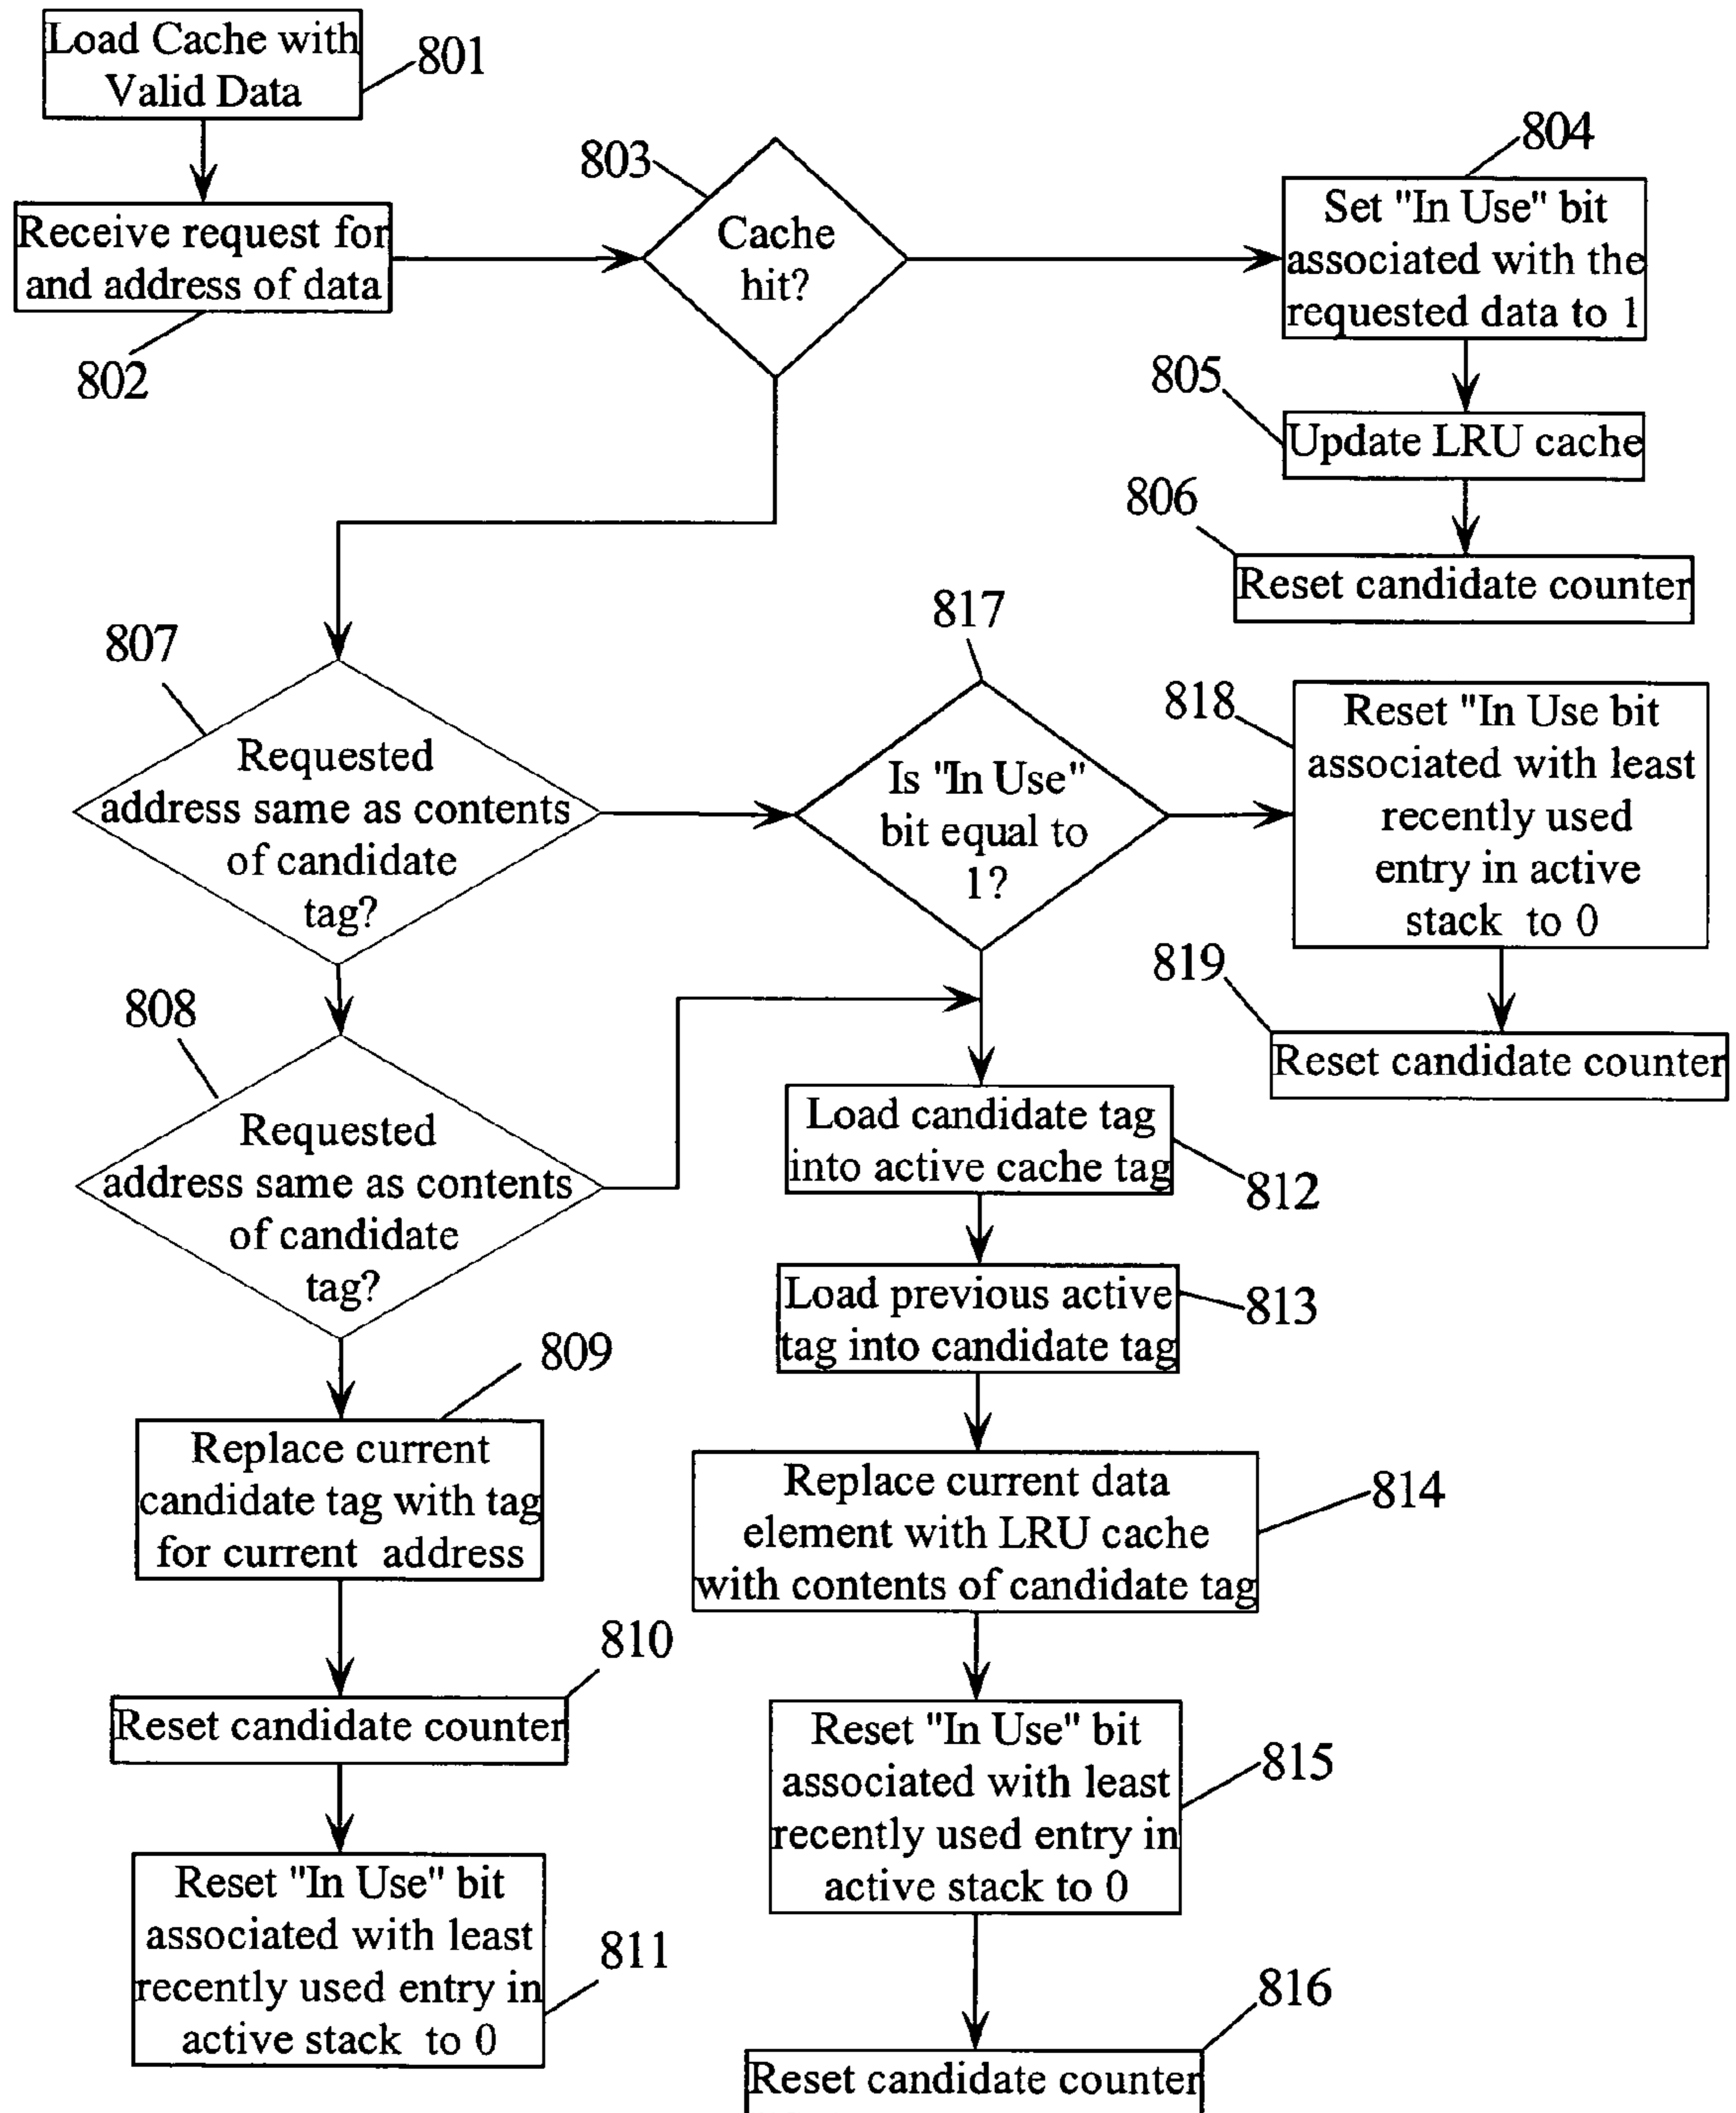 Load Cache with
Valid Data
801
Receive request for
and address of data
802
803
Cache
hit?
804
Set "In Use" bit
associated with the
requested data to 1
805
Update LRU cache
806
Reset candidate counter
807
Requested
address same as contents
of candidate
tag?
817
Is "In Use"
bit equal to
1?
818
Reset "In Use bit
associated with least
recently used
entry in active
stack to 0
819
Reset candidate counter
808
Requested
address same as contents
of candidate
tag?
809
Replace current
candidate tag with tag
for current address
810
Reset candidate counter
811
Reset "In Use" bit
associated with least
recently used entry in
active stack to 0
Load candidate tag
into active cache tag
812
Load previous active
tag into candidate tag
813
Replace current data
element with LRU cache
with contents of candidate tag
814
Reset "In Use" bit
associated with least
recently used entry in
active stack to 0
815
816
Reset candidate counter